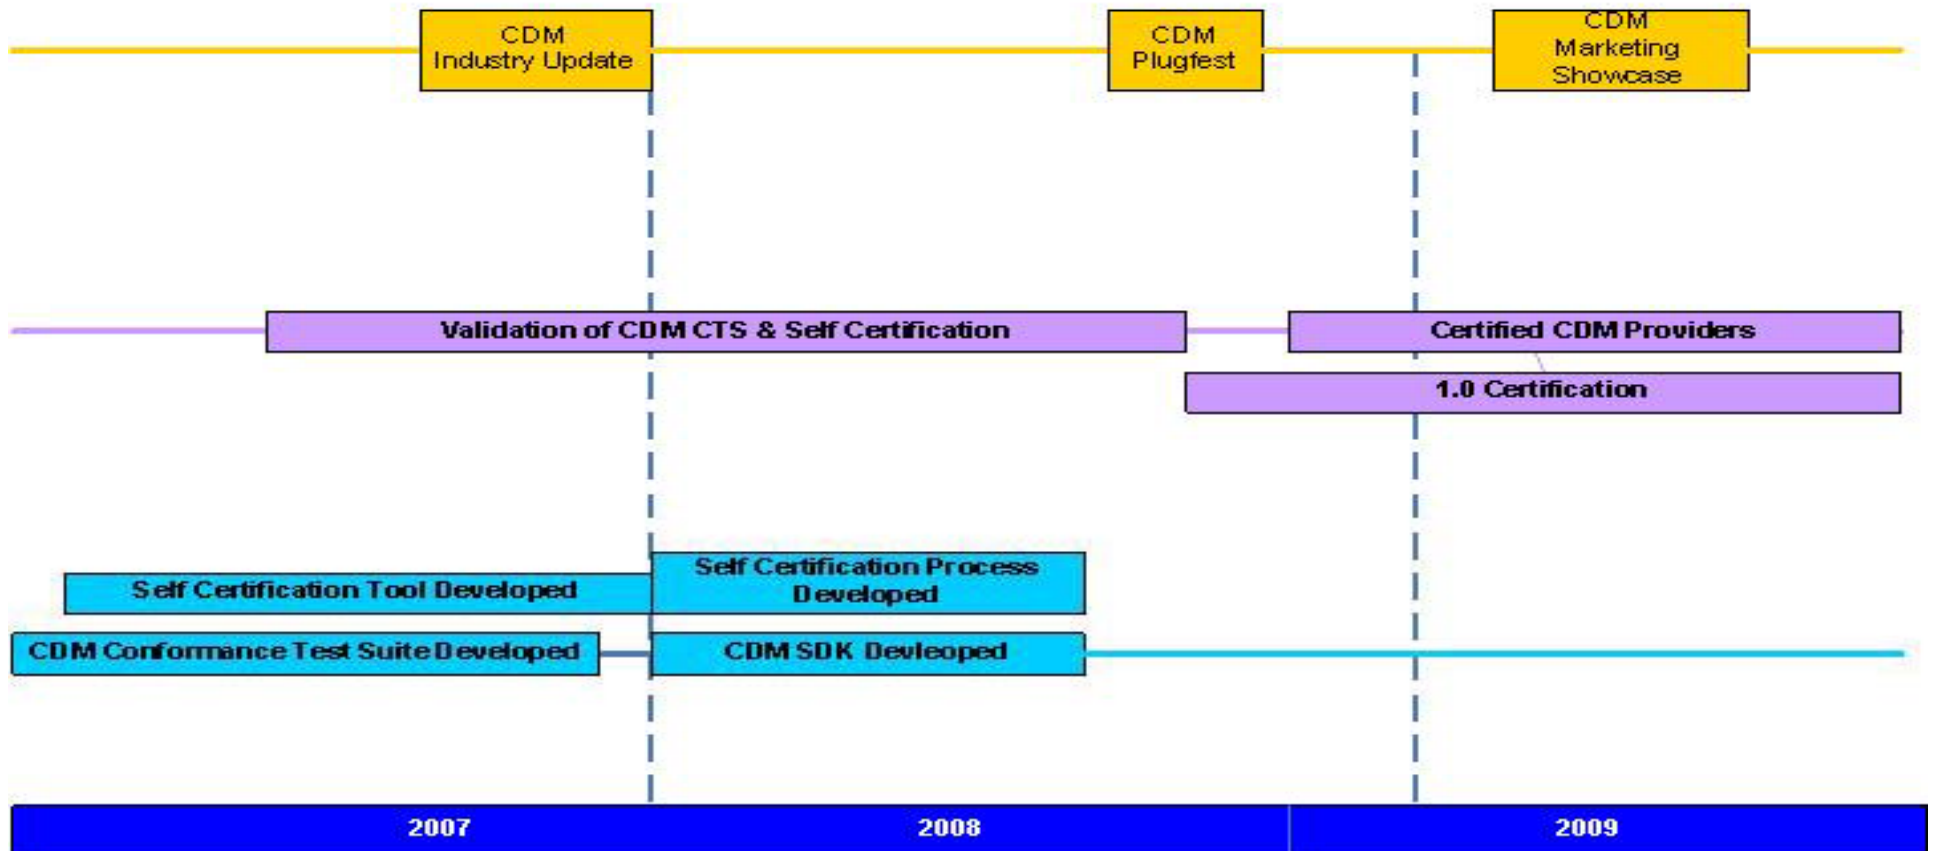 CDM
Industry Update
CDM
Plugfest
CDM
Marketing
Showcase
Validation of CDM CTS & Self Certification
Certified CDM Providers
1.0 Certification
Self Certification Tool Developed
Self Certification Process
Developed
CDM Conformance Test Suite Developed
CDM SDK Devleoped
2007
2008
2009